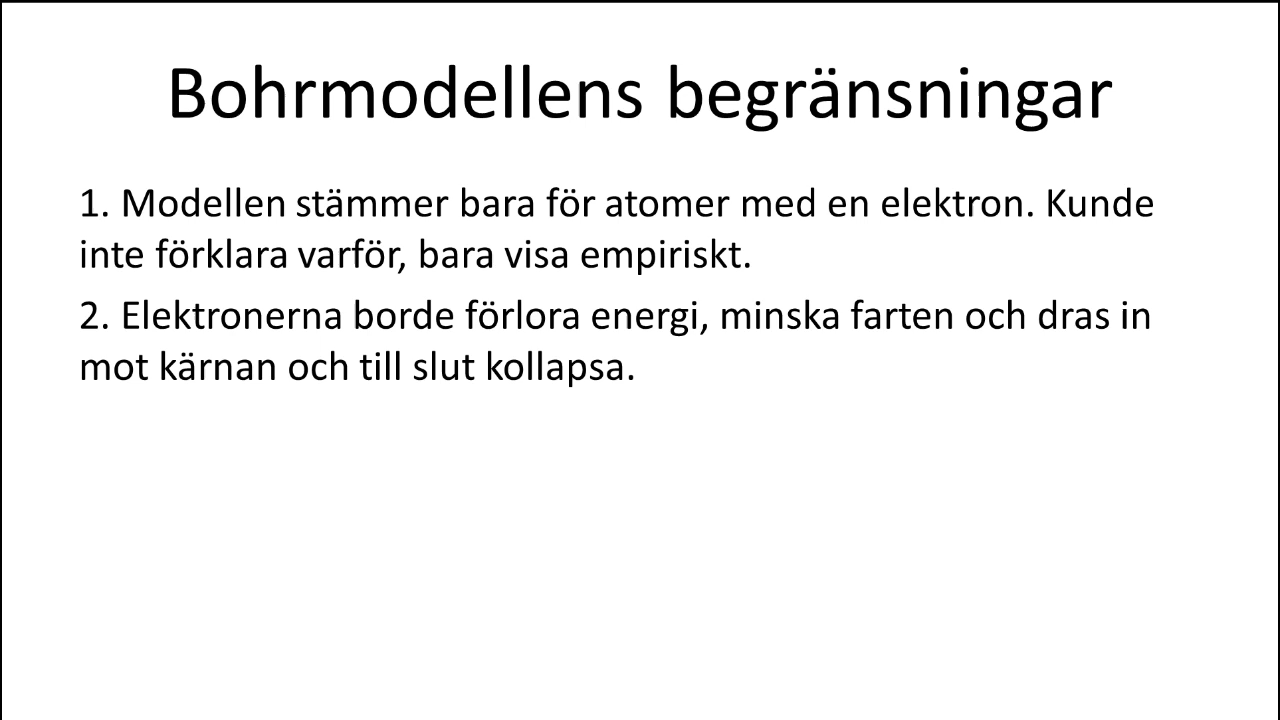 Bohrmodellens begränsningar
1. Modellen stämmer bara för atomer med en elektron. Kunde
inte förklara varför, bara visa empiriskt.
2. Elektronerna borde förlora energi, minska farten och dras in
mot kärnan och till slut kollapsa.